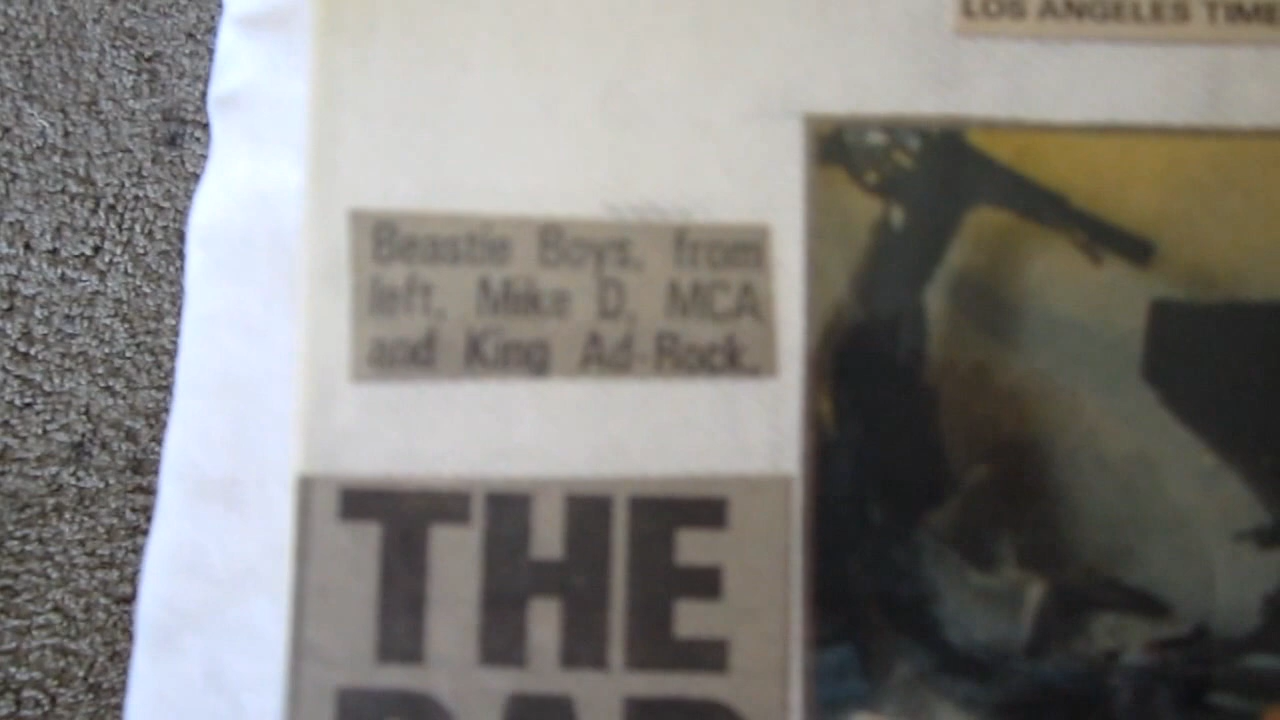 LOS ANGELES TIME
Beastie Boys, from
left, Mike D, MCA
and King Ad-Rock.
THE